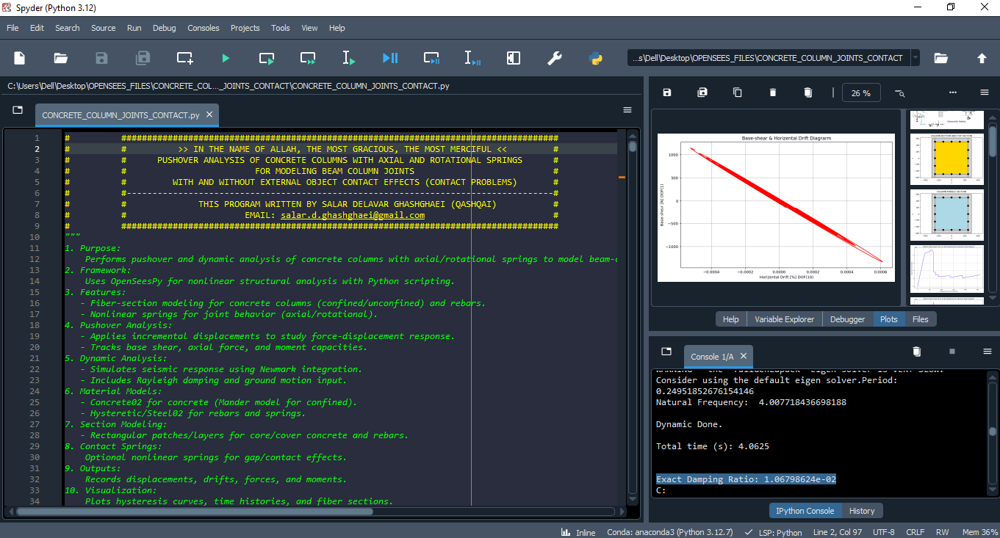 Spyder (Python 3.12)
File Edit Search Source Run Debug Consoles Projects Tools View Help
...s\Dell\Desktop\OPENSEES_FILES\CONCRETE_COLUMN_JOINTS_CONTACT
C:\Users\Dell\Desktop\OPENSEES_FILES\CONCRETE_COL..._JOINTS_CONTACT\CONCRETE_COLUMN_JOINTS_CONTACT.py
CONCRETE_COLUMN_JOINTS_CONTACT.py
1 # #####################################################################################
2 # # >> IN THE NAME OF ALLAH, THE MOST GRACIOUS, THE MOST MERCIFUL << #
3 # # PUSHOVER ANALYSIS OF CONCRETE COLUMNS WITH AXIAL AND ROTATIONAL SPRINGS #
4 # # FOR MODELING BEAM COLUMN JOINTS #
5 # # WITH AND WITHOUT EXTERNAL OBJECT CONTACT EFFECTS (CONTACT PROBLEMS) #
6 # #-----------------------------------------------------------------------------------#
7 # # THIS PROGRAM WRITTEN BY SALAR DELAVAR GHASHGHAEI (QASHQAI) #
8 # # EMAIL: salar.d.ghashghaei@gmail.com #
9 # #####################################################################################
10 """
11 1. Purpose:
12 Performs pushover and dynamic analysis of concrete columns with axial/rotational springs to model beam-
13 2. Framework:
14 Uses OpenSeesPy for nonlinear structural analysis with Python scripting.
15 3. Features:
16 - Fiber-section modeling for concrete columns (confined/unconfined) and rebars.
17 - Nonlinear springs for joint behavior (axial/rotational).
18 4. Pushover Analysis:
19 - Applies incremental displacements to study force-displacement response.
20 - Tracks base shear, axial force, and moment capacities.
21 5. Dynamic Analysis:
22 - Simulates seismic response using Newmark integration.
23 - Includes Rayleigh damping and ground motion input.
24 6. Material Models:
25 - Concrete02 for concrete (Mander model for confined).
26 - Hysteretic/Steel02 for rebars and springs.
27 7. Section Modeling:
28 - Rectangular patches/layers for core/cover concrete and rebars.
29 8. Contact Springs:
30 Optional nonlinear springs for gap/contact effects.
31 9. Outputs:
32 Records displacements, drifts, forces, and moments.
33 10. Visualization:
34 Plots hysteresis curves, time histories, and fiber sections.
26 %
Base-shear & Horizental Drift Diagrarm
1000
500
0
−500
−1000
Base-shear [N] DOF(1)
−0.0004 −0.0002 0.0000 0.0002 0.0004 0.0006
Horizental Drift [%] DOF(10)
COLUMN BOTTOM AND TOP SECTION
COLUMN MIDDLE SECTION
Help Variable Explorer Debugger Plots Files
Console 1/A
WARNING - the 'fullGenLapack' eigen solver is VERY SLOW.
Consider using the default eigen solver.Period:
0.24951852676154146
Natural Frequency: 4.007718436698188
Dynamic Done.
Total time (s): 4.0625
Exact Damping Ratio: 1.06798624e-02
C:
IPython Console History
Inline Conda: anaconda3 (Python 3.12.7) LSP: Python Line 2, Col 97 UTF-8 CRLF RW Mem 36%